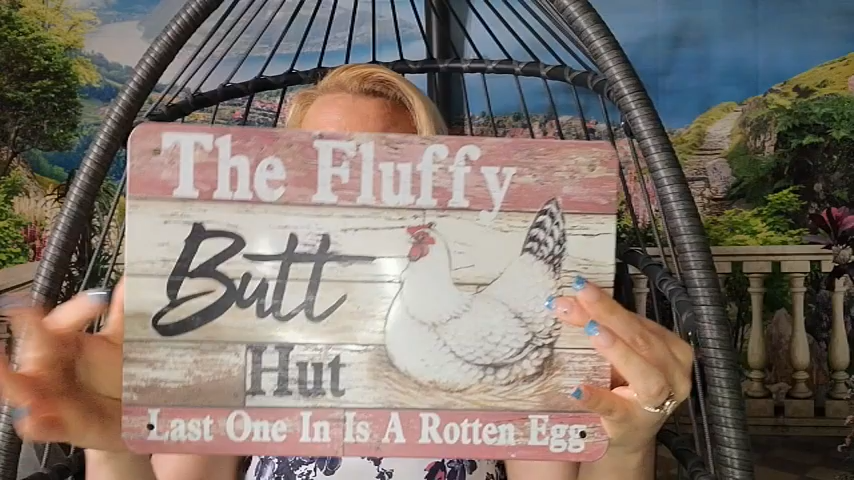 The Fluffy
Butt
Hut
Last One In Is A Rotten Egg.